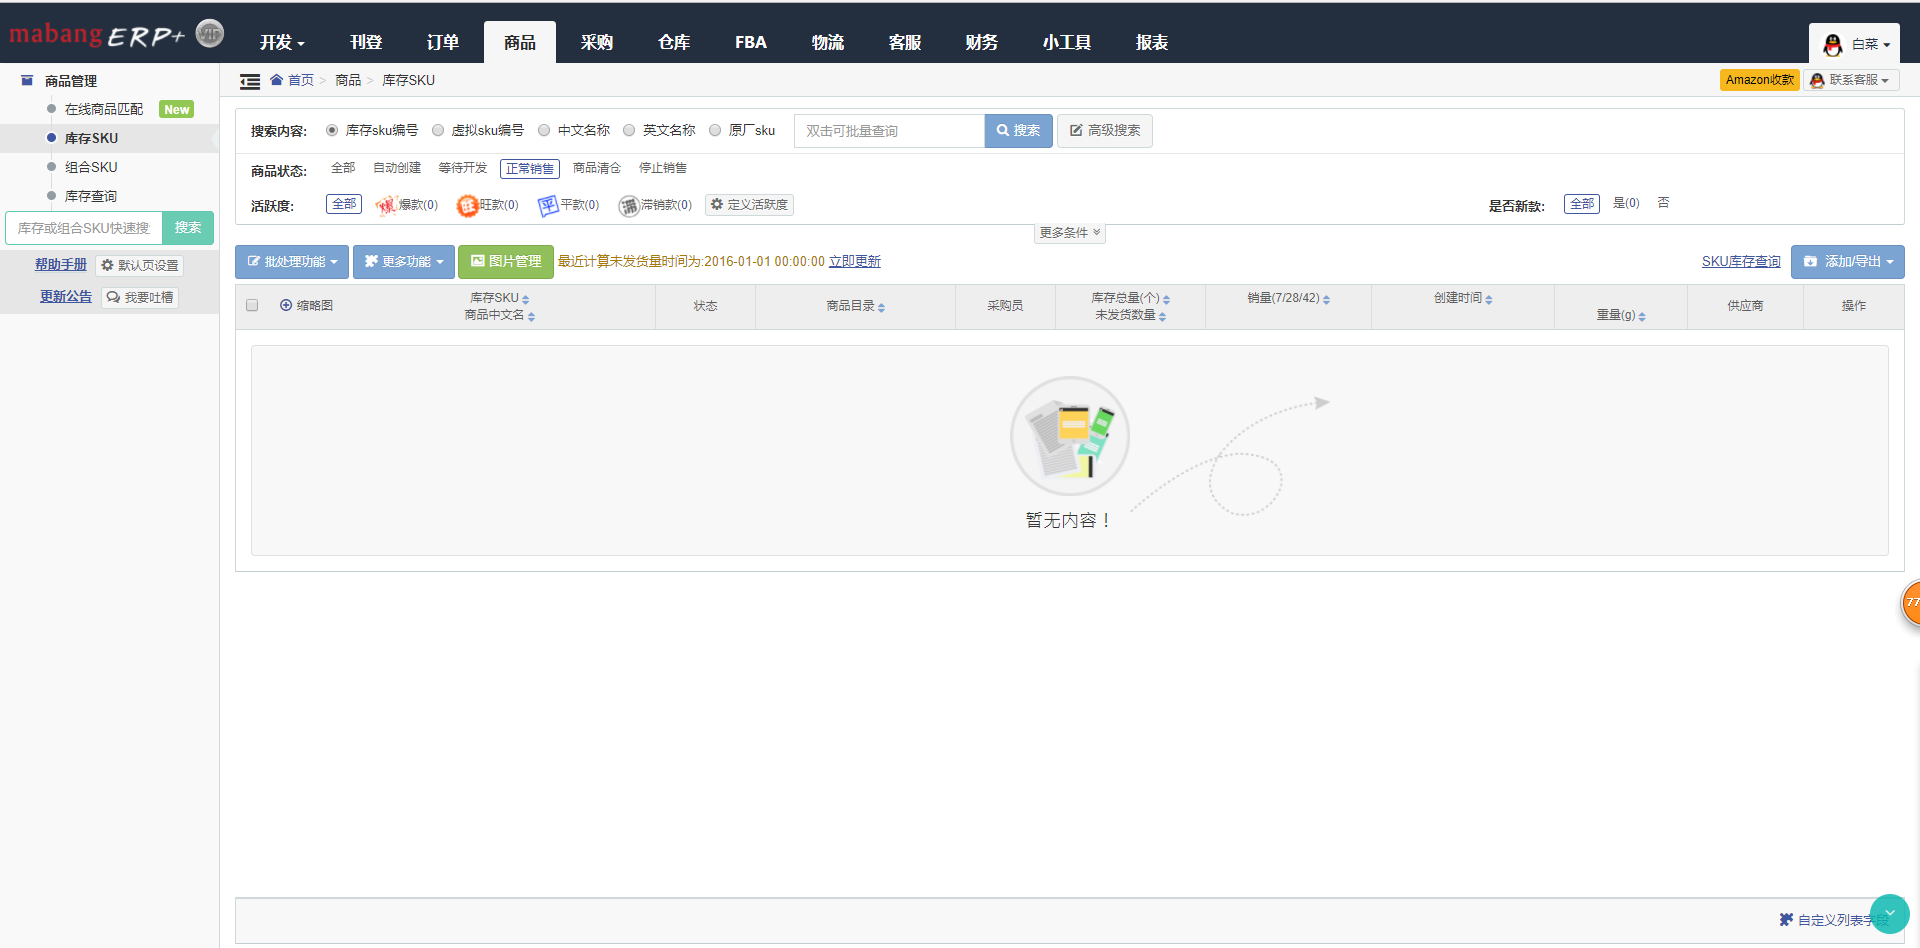 mabang ERP+ VIP
开发 刊登 订单 商品 采购 仓库 FBA 物流 客服 财务 小工具 报表 白菜
商品管理
在线商品匹配 New
库存SKU
组合SKU
库存查询
库存或组合SKU快速搜 搜索
帮助手册 默认页设置
更新公告 我要吐槽
首页 > 商品 > 库存SKU
Amazon收款 联系客服
搜索内容: 库存sku编号 虚拟sku编号 中文名称 英文名称 原厂sku 双击可批量查询 搜索 高级搜索
商品状态: 全部 自动创建 等待开发 正常销售 商品清仓 停止销售
活跃度: 全部 爆款(0) 旺款(0) 平款(0) 滞销款(0) 定义活跃度 是否新款: 全部 是(0) 否
更多条件
批处理功能 更多功能 图片管理 最近计算未发货量时间为:2016-01-01 00:00:00 立即更新 SKU库存查询 添加/导出
缩略图
库存SKU
商品中文名
状态
商品目录
采购员
库存总量(个)
未发货数量
销量(7/28/42)
创建时间
重量(g)
供应商
操作
暂无内容！
77
自定义列表字段